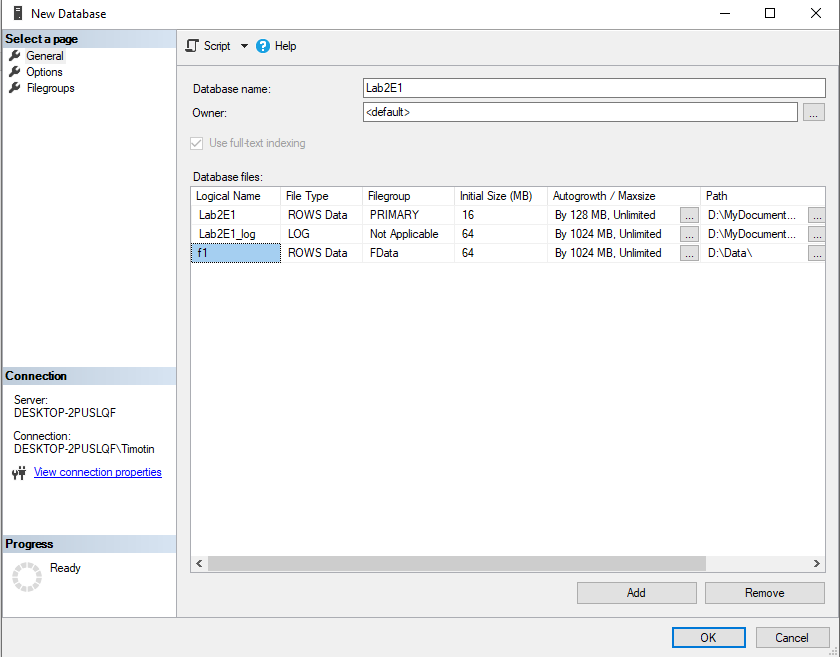 New Database
Select a page
General
Options
Filegroups
Script Help
Database name: Lab2E1
Owner: <default> ...
Use full-text indexing
Database files:
Logical Name File Type Filegroup Initial Size (MB) Autogrowth / Maxsize Path
Lab2E1 ROWS Data PRIMARY 16 By 128 MB, Unlimited ... D:\MyDocument... ...
Lab2E1_log LOG Not Applicable 64 By 1024 MB, Unlimited ... D:\MyDocument... ...
f1 ROWS Data FData 64 By 1024 MB, Unlimited ... D:\Data\ ...
Connection
Server:
DESKTOP-2PUSLQF
Connection:
DESKTOP-2PUSLQF\Timotin
View connection properties
Progress
Ready
Add Remove
OK Cancel